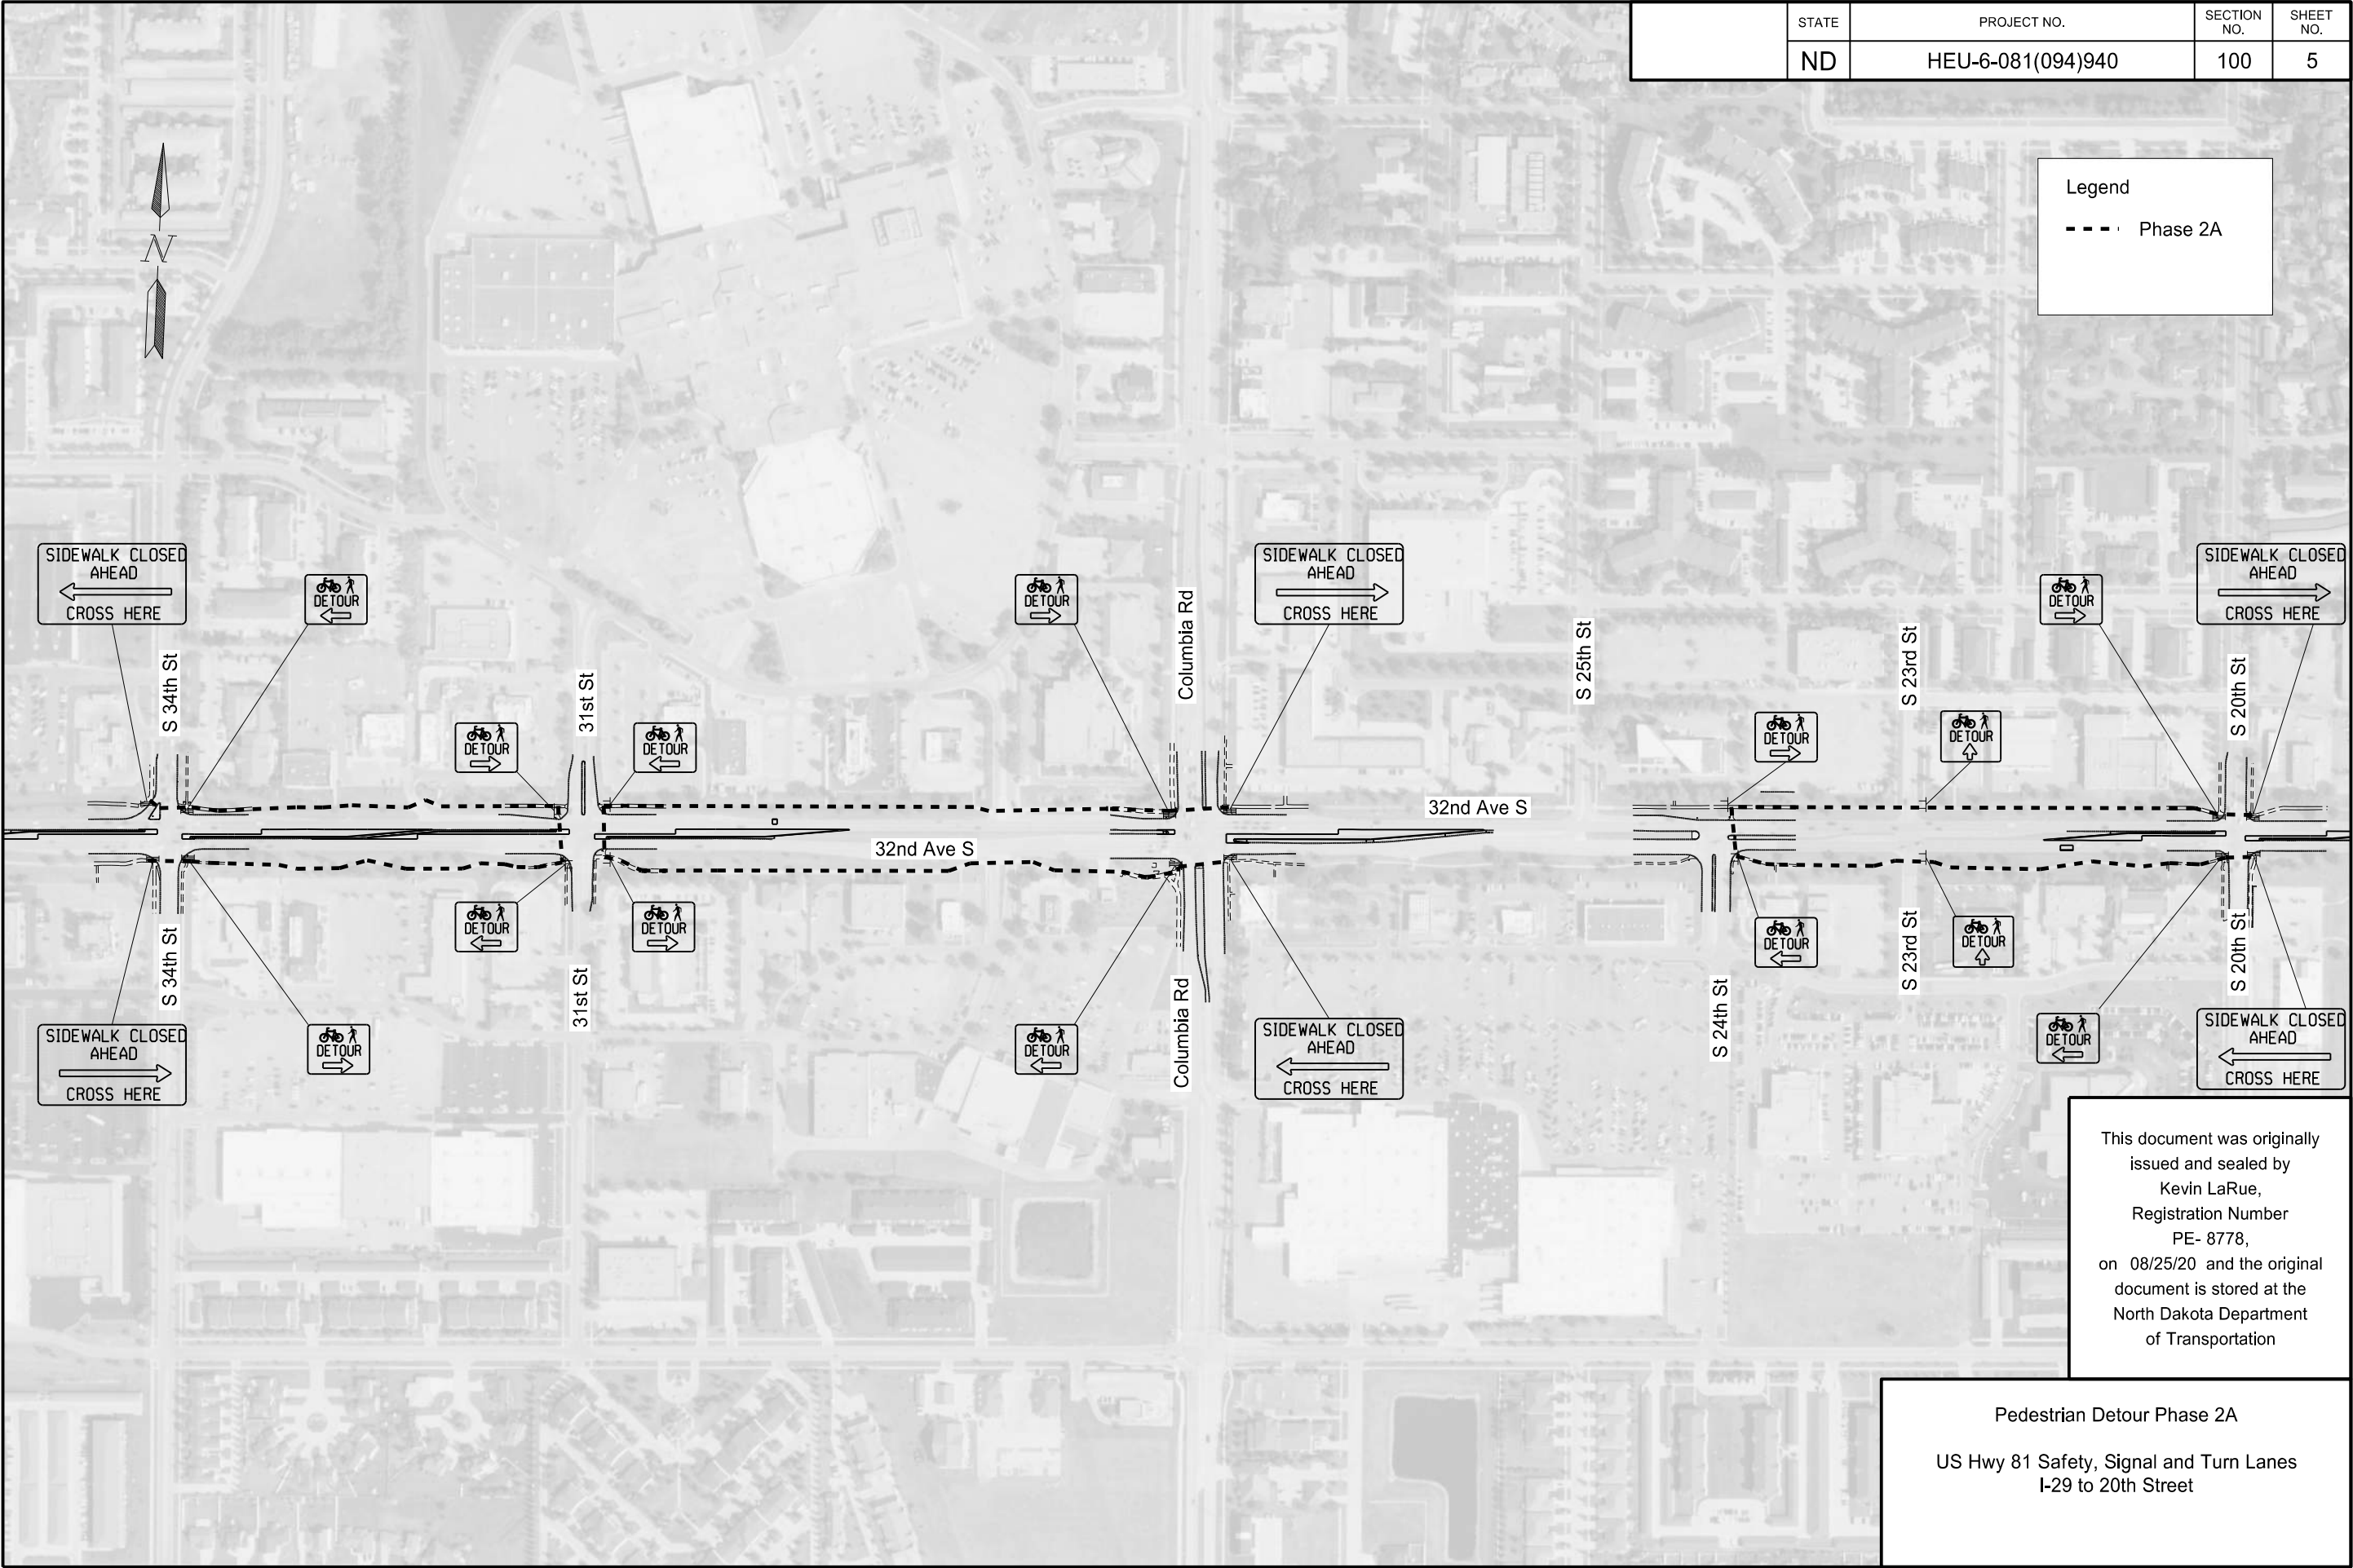 STATE
PROJECT NO.
SECTION
NO.
SHEET
NO.
ND
HEU-6-081(094)940
100
5
N
Legend
Phase 2A
SIDEWALK CLOSED
AHEAD
CROSS HERE
DETOUR
DETOUR
SIDEWALK CLOSED
AHEAD
CROSS HERE
DETOUR
SIDEWALK CLOSED
AHEAD
CROSS HERE
S 34th St
31st St
Columbia Rd
S 25th St
S 23rd St
S 20th St
DETOUR
DETOUR
DETOUR
DETOUR
32nd Ave S
32nd Ave S
DETOUR
DETOUR
DETOUR
DETOUR
S 34th St
31st St
Columbia Rd
S 24th St
S 23rd St
S 20th St
SIDEWALK CLOSED
AHEAD
CROSS HERE
DETOUR
DETOUR
SIDEWALK CLOSED
AHEAD
CROSS HERE
DETOUR
SIDEWALK CLOSED
AHEAD
CROSS HERE
This document was originally
issued and sealed by
Kevin LaRue,
Registration Number
PE- 8778,
on 08/25/20 and the original
document is stored at the
North Dakota Department
of Transportation
Pedestrian Detour Phase 2A
US Hwy 81 Safety, Signal and Turn Lanes
I-29 to 20th Street